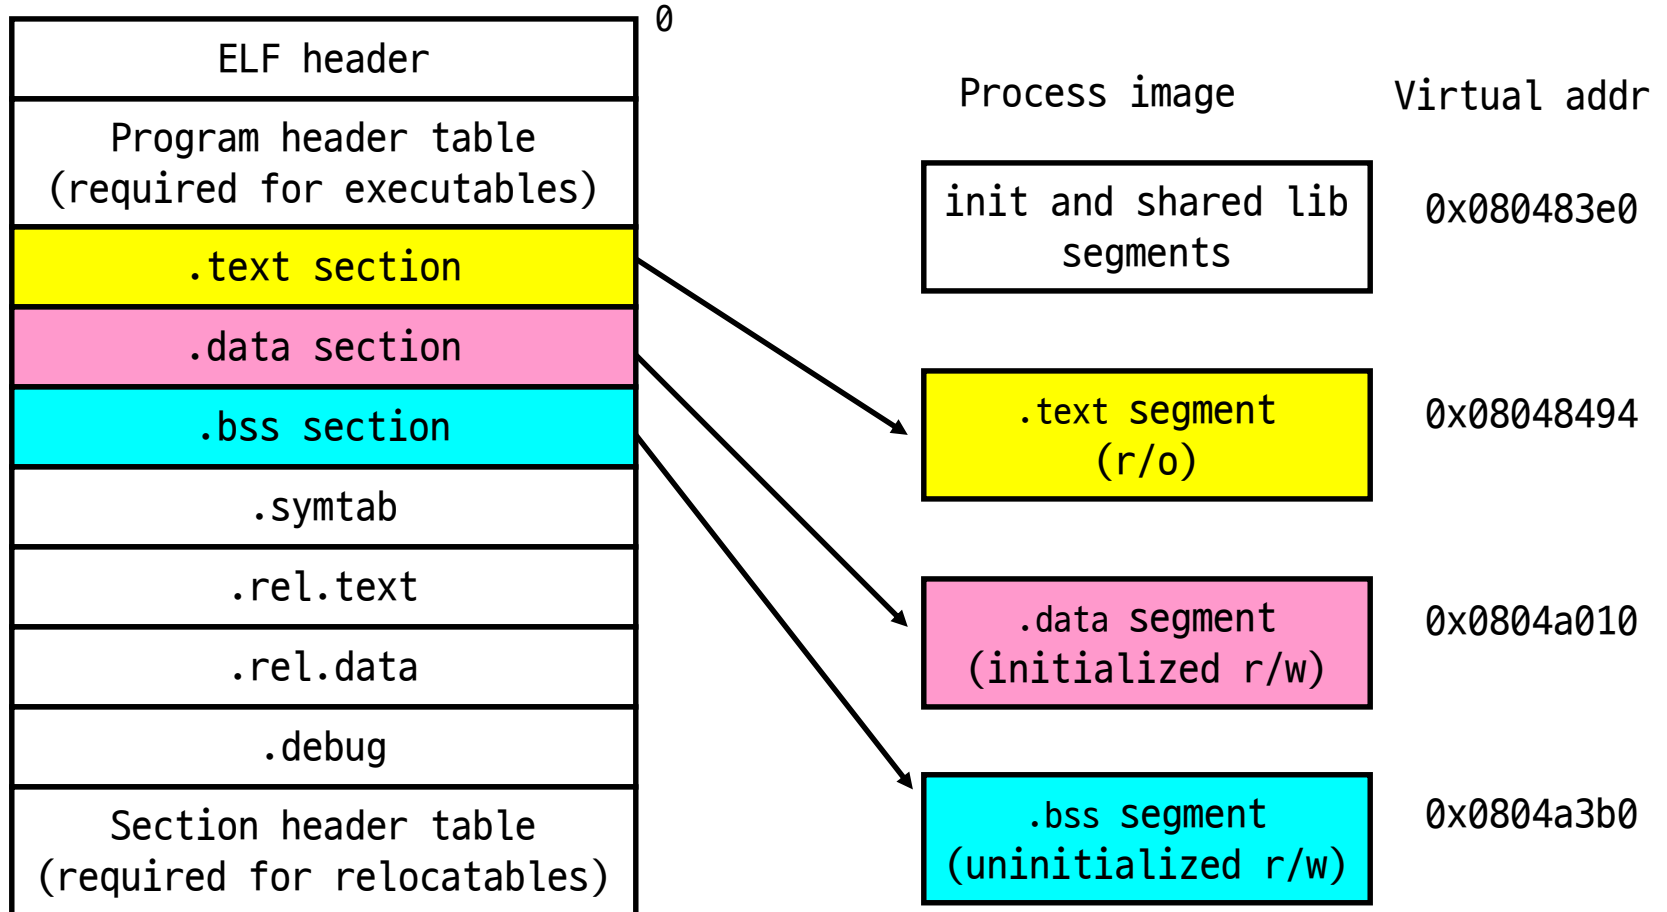 0
ELF header
Program header table
(required for executables)
.text section
.data section
.bss section
.symtab
.rel.text
.rel.data
.debug
Section header table
(required for relocatables)
Process image
Virtual addr
init and shared lib
segments
0x080483e0
.text segment
(r/o)
0x08048494
.data segment
(initialized r/w)
0x0804a010
.bss segment
(uninitialized r/w)
0x0804a3b0